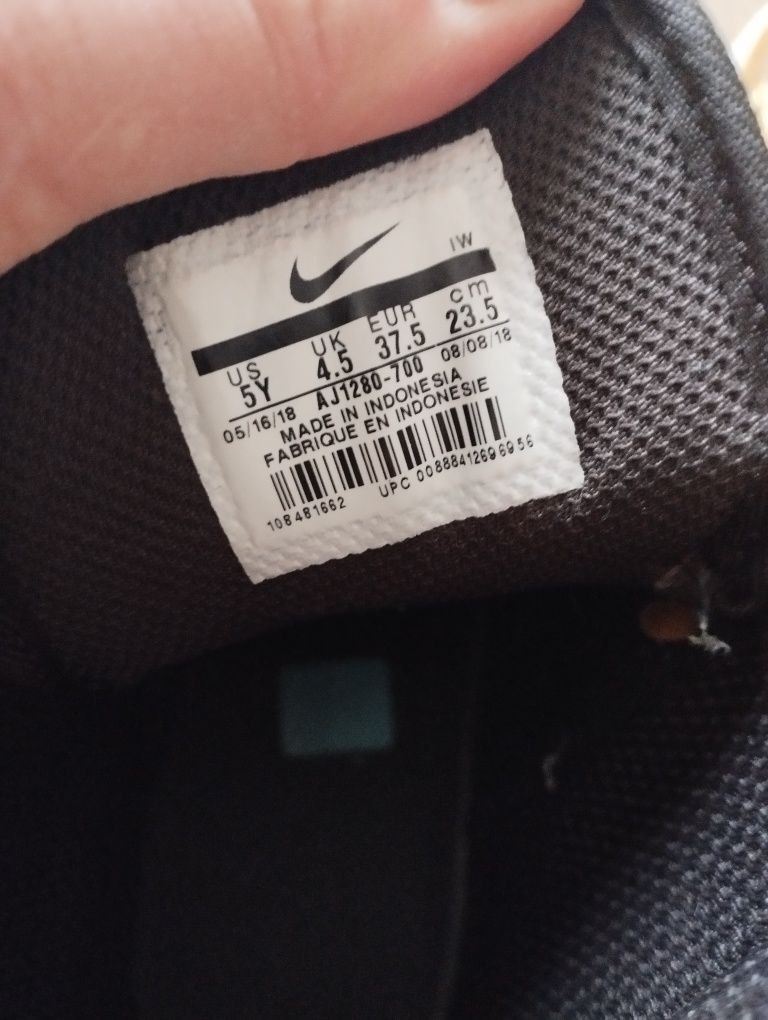 IW
US UK EUR cm
5Y 4.5 37.5 23.5
05/16/18 AJ1280-700 08/08/18
MADE IN INDONESIA
FABRIQUE EN INDONESIE
108481662 UPC 00888412696956